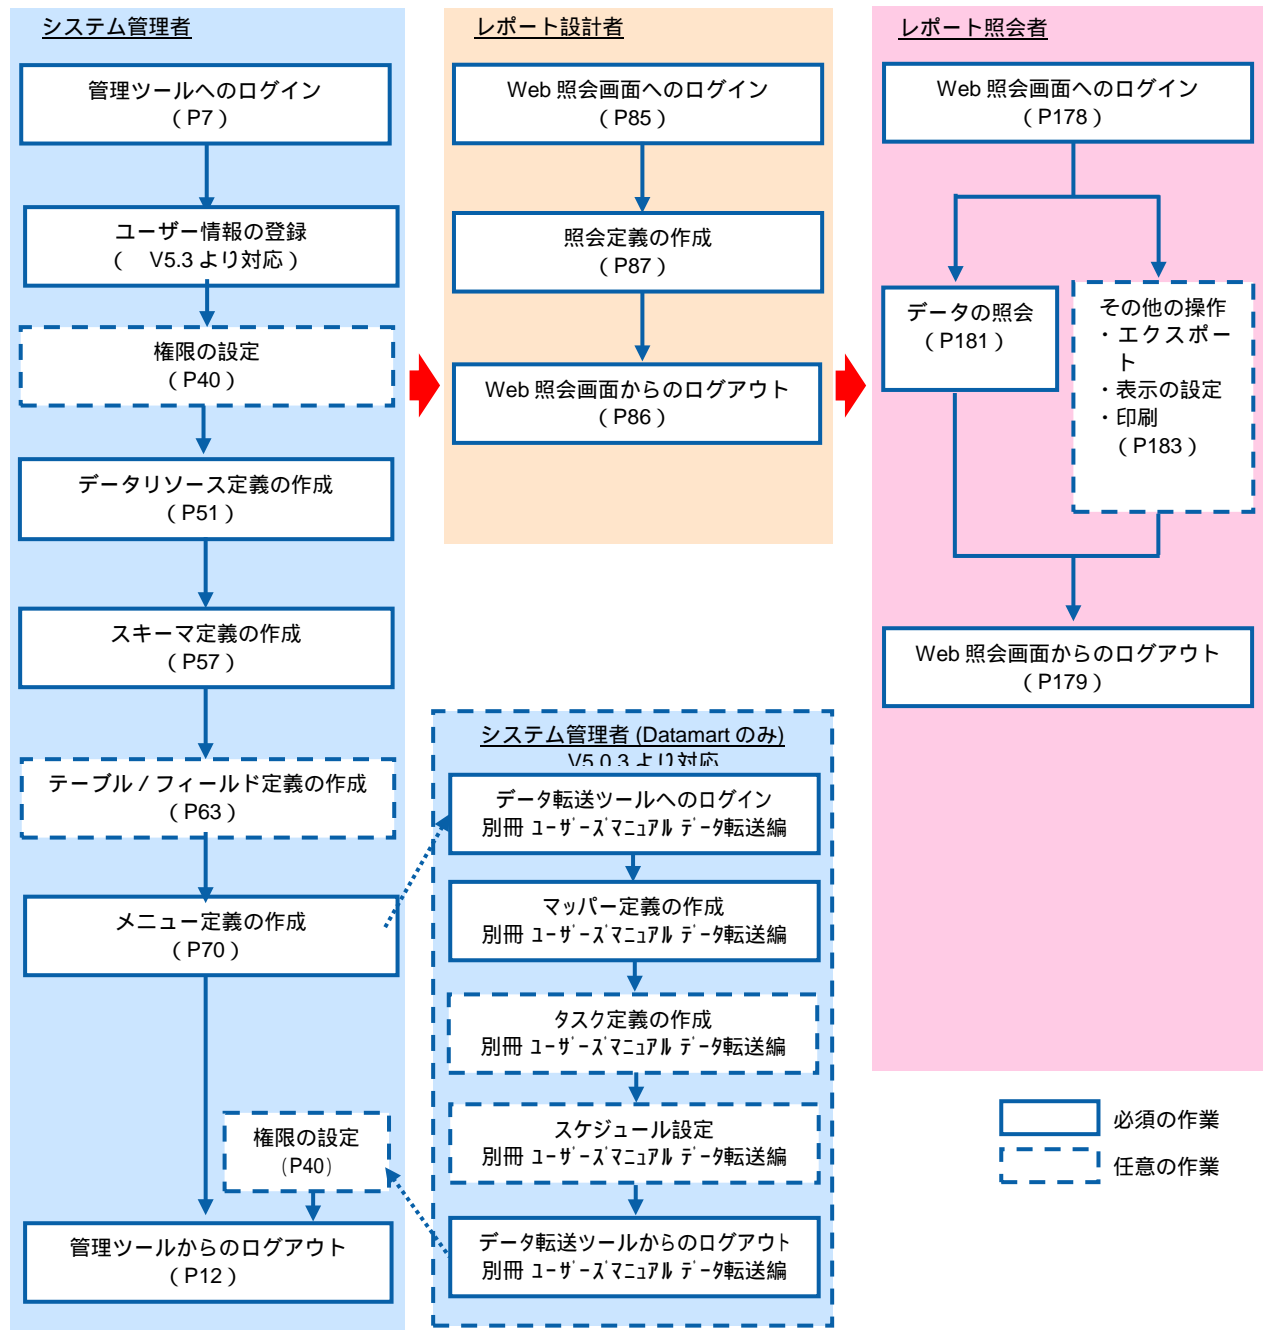 システム管理者
管理ツールへのログイン
（P7）
ユーザー情報の登録
（　V5.3 より対応）
権限の設定
（P40）
データリソース定義の作成
（P51）
スキーマ定義の作成
（P57）
テーブル / フィールド定義の作成
（P63）
メニュー定義の作成
（P70）
権限の設定
(P40)
管理ツールからのログアウト
（P12）
レポート設計者
Web 照会画面へのログイン
（P85）
照会定義の作成
（P87）
Web 照会画面からのログアウト
（P86）
システム管理者 (Datamart のみ)
V5.0.3 より対応
データ転送ツールへのログイン
別冊 ﾕｰｻﾞｰｽﾞﾏﾆｭｱﾙ ﾃﾞｰﾀ転送編
マッパー定義の作成
別冊 ﾕｰｻﾞｰｽﾞﾏﾆｭｱﾙ ﾃﾞｰﾀ転送編
タスク定義の作成
別冊 ﾕｰｻﾞｰｽﾞﾏﾆｭｱﾙ ﾃﾞｰﾀ転送編
スケジュール設定
別冊 ﾕｰｻﾞｰｽﾞﾏﾆｭｱﾙ ﾃﾞｰﾀ転送編
データ転送ツールからのログアウト
別冊 ﾕｰｻﾞｰｽﾞﾏﾆｭｱﾙ ﾃﾞｰﾀ転送編
レポート照会者
Web 照会画面へのログイン
（P178）
データの照会
（P181）
その他の操作
・エクスポー
ト
・表示の設定
・印刷
（P183）
Web 照会画面からのログアウト
（P179）
必須の作業
任意の作業